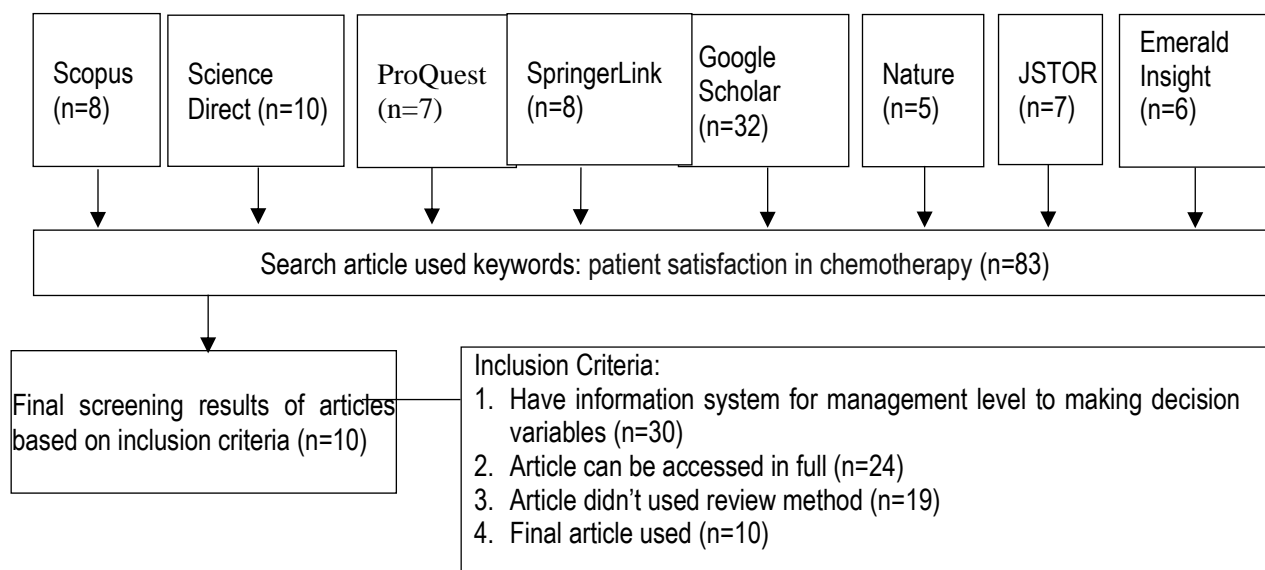 Scopus
(n=8)
Science
Direct (n=10)
ProQuest
(n=7)
SpringerLink
(n=8)
Google
Scholar
(n=32)
Nature
(n=5)
JSTOR
(n=7)
Emerald
Insight
(n=6)
Search article used keywords: patient satisfaction in chemotherapy (n=83)
Final screening results of articles
based on inclusion criteria (n=10)
Inclusion Criteria:
1. Have information system for management level to making decision
variables (n=30)
2. Article can be accessed in full (n=24)
3. Article didn't used review method (n=19)
4. Final article used (n=10)